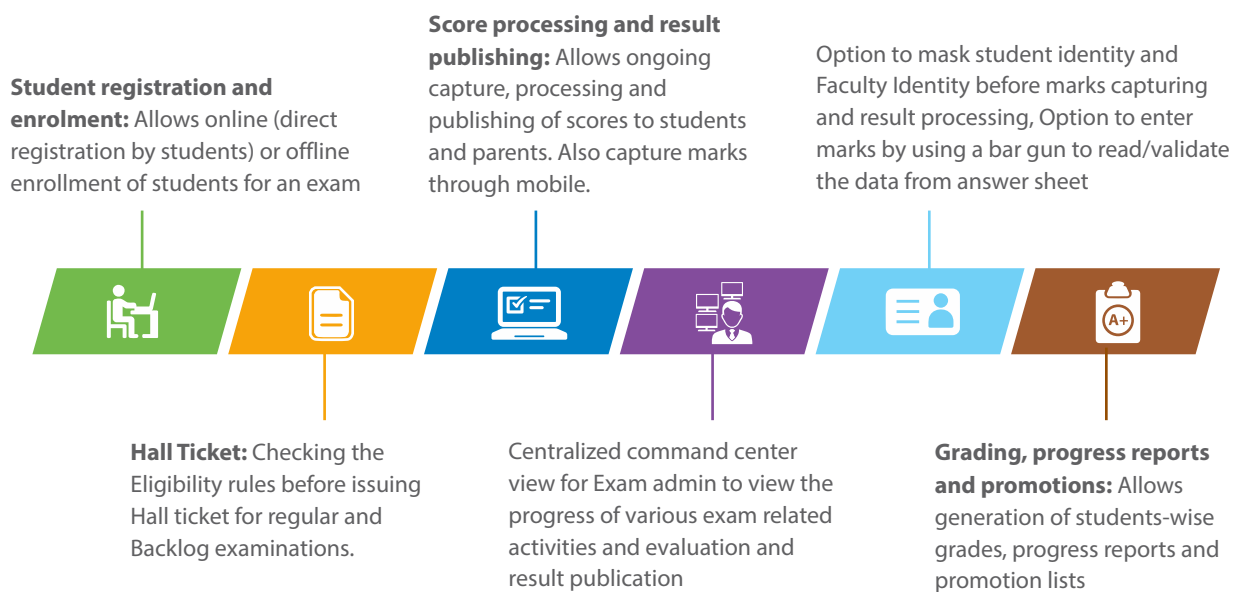 Student registration and
enrolment: Allows online (direct
registration by students) or offline
enrollment of students for an exam
Score processing and result
publishing: Allows ongoing
capture, processing and
publishing of scores to students
and parents. Also capture marks
through mobile.
Option to mask student identity and
Faculty Identity before marks capturing
and result processing, Option to enter
marks by using a bar gun to read/validate
the data from answer sheet
A+
Hall Ticket: Checking the
Eligibility rules before issuing
Hall ticket for regular and
Backlog examinations.
Centralized command center
view for Exam admin to view the
progress of various exam related
activities and evaluation and
result publication
Grading, progress reports
and promotions: Allows
generation of students-wise
grades, progress reports and
promotion lists